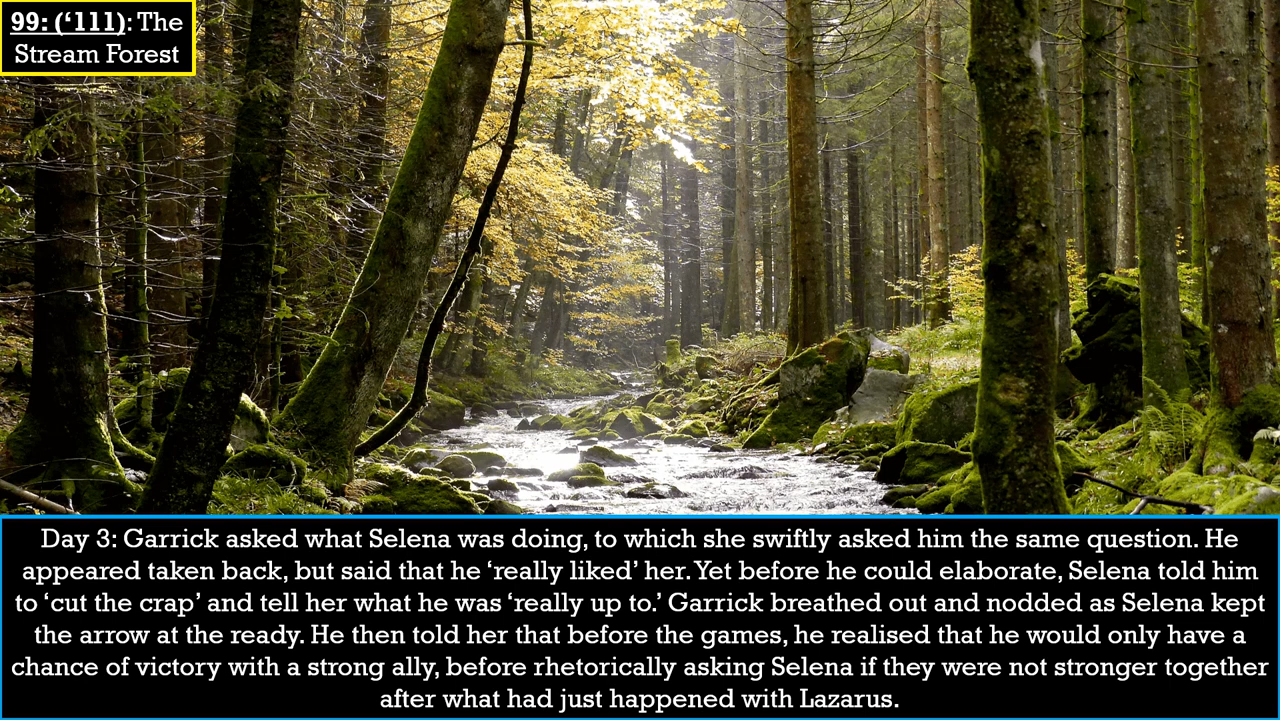 99: (‘111): The
Stream Forest
Day 3: Garrick asked what Selena was doing, to which she swiftly asked him the same question. He
appeared taken back, but said that he ‘really liked’ her. Yet before he could elaborate, Selena told him
to ‘cut the crap’ and tell her what he was ‘really up to.’ Garrick breathed out and nodded as Selena kept
the arrow at the ready. He then told her that before the games, he realised that he would only have a
chance of victory with a strong ally, before rhetorically asking Selena if they were not stronger together
after what had just happened with Lazarus.